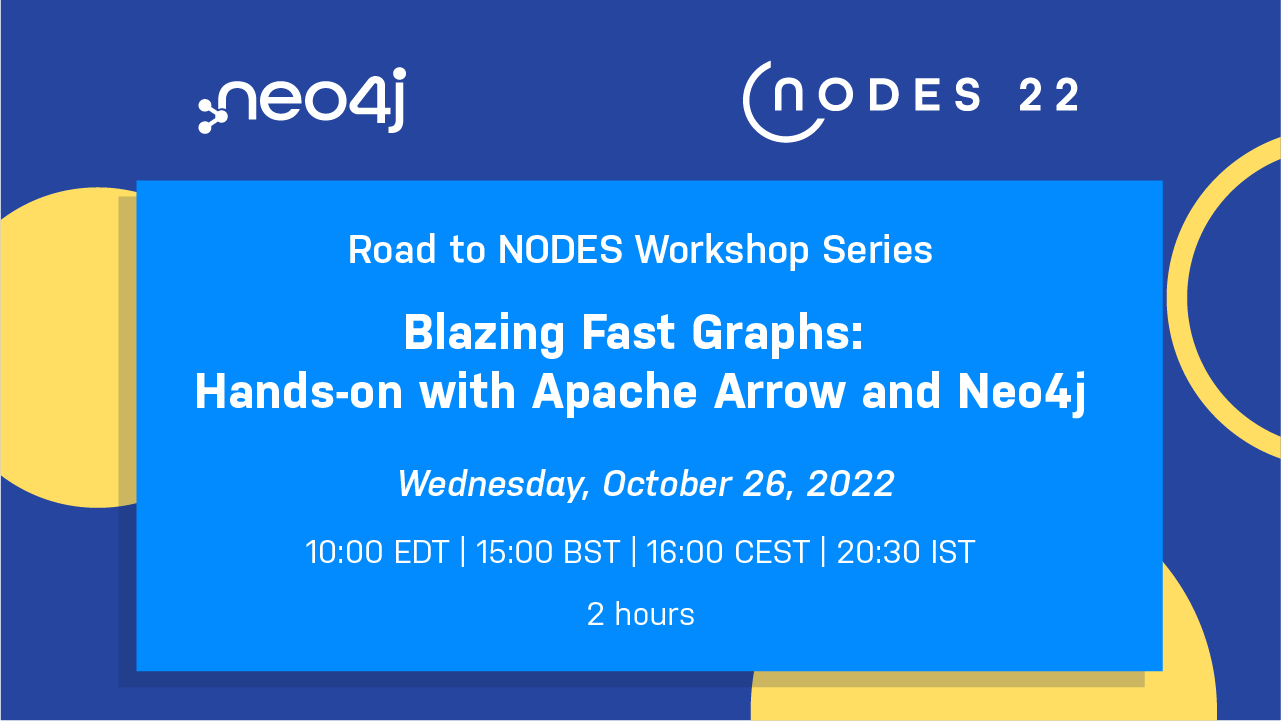 neo4j
NODES 22
Road to NODES Workshop Series
Blazing Fast Graphs:
Hands-on with Apache Arrow and Neo4j
Wednesday, October 26, 2022
10:00 EDT | 15:00 BST | 16:00 CEST | 20:30 IST
2 hours